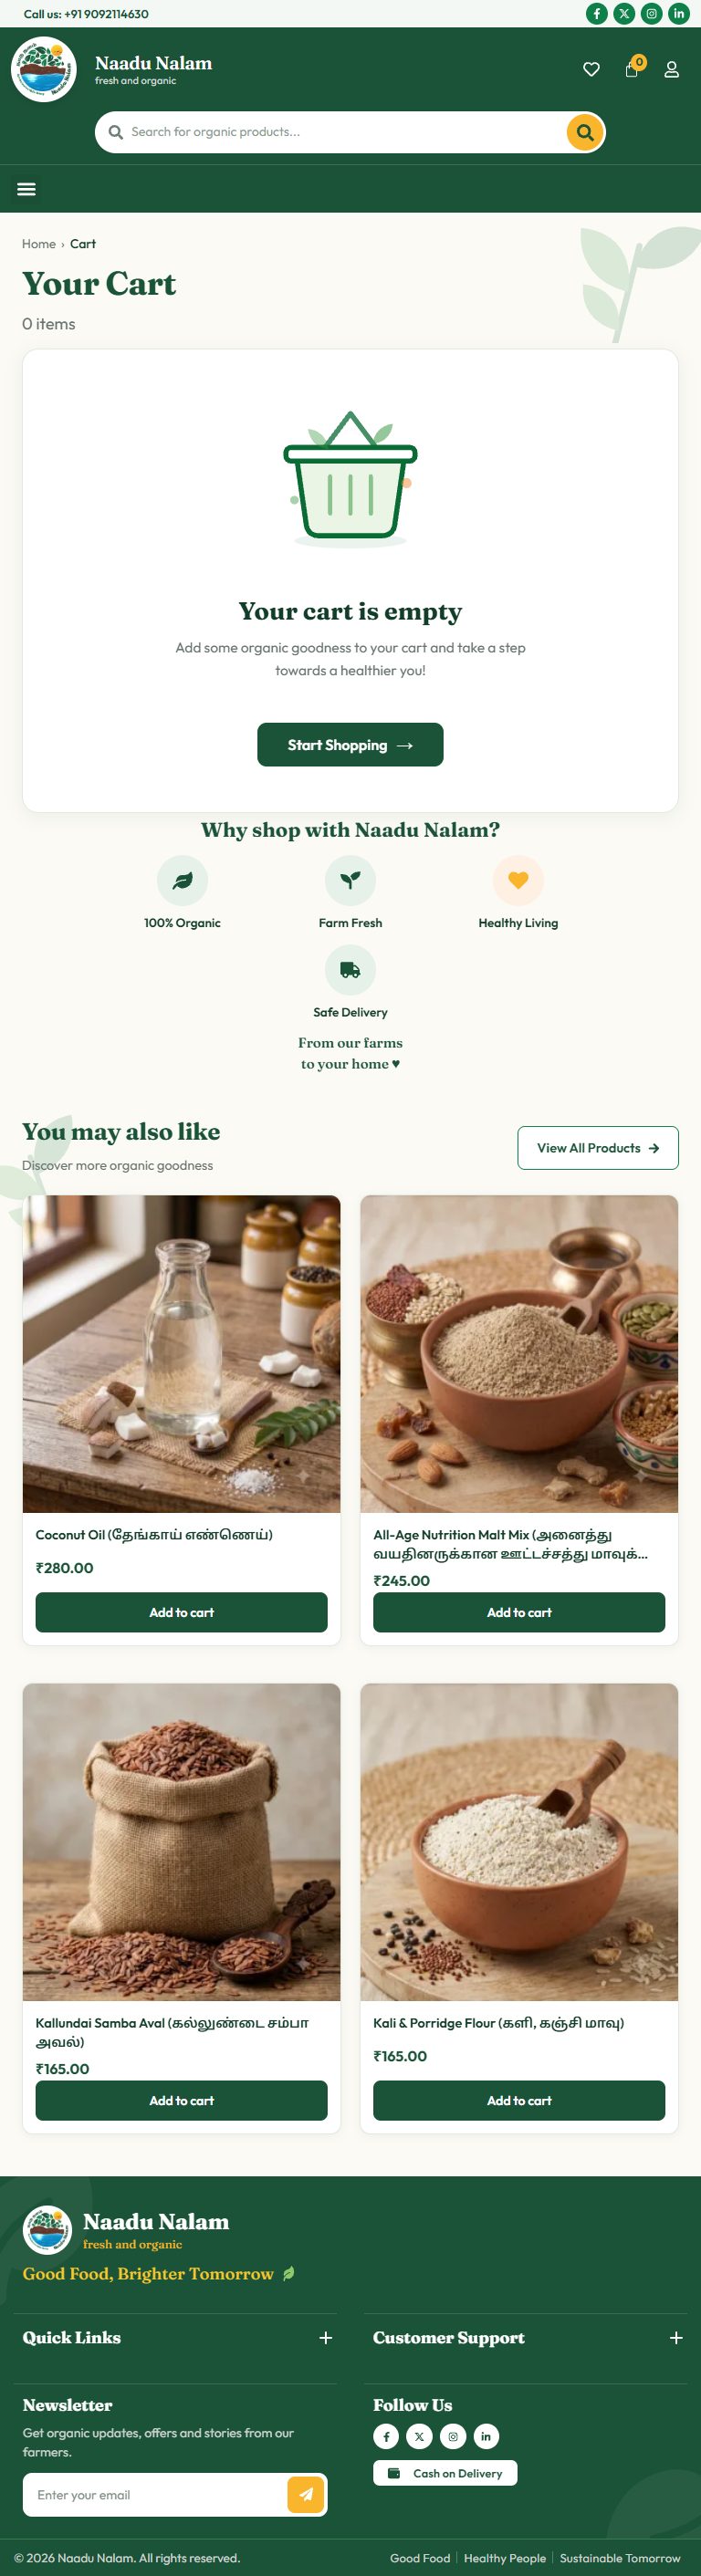 Call us: +91 9092114630
Naadu Nalam
fresh and organic
0
Search for organic products...
Home › Cart
Your Cart
0 items
Your cart is empty
Add some organic goodness to your cart and take a step
towards a healthier you!
Start Shopping →
Why shop with Naadu Nalam?
100% Organic
Farm Fresh
Healthy Living
Safe Delivery
From our farms
to your home ♥
You may also like
Discover more organic goodness
View All Products →
Coconut Oil (தேங்காய் எண்ணெய்)
₹280.00
Add to cart
All-Age Nutrition Malt Mix (அனைத்து
வயதினருக்கான ஊட்டச்சத்து மாவுக்...
₹245.00
Add to cart
Kallundai Samba Aval (கல்லுண்டை சம்பா
அவல்)
₹165.00
Add to cart
Kali & Porridge Flour (களி, கஞ்சி மாவு)
₹165.00
Add to cart
Naadu Nalam
fresh and organic
Good Food, Brighter Tomorrow
Quick Links
Customer Support
Newsletter
Get organic updates, offers and stories from our
farmers.
Enter your email
Follow Us
Cash on Delivery
© 2026 Naadu Nalam. All rights reserved.
Good Food | Healthy People | Sustainable Tomorrow